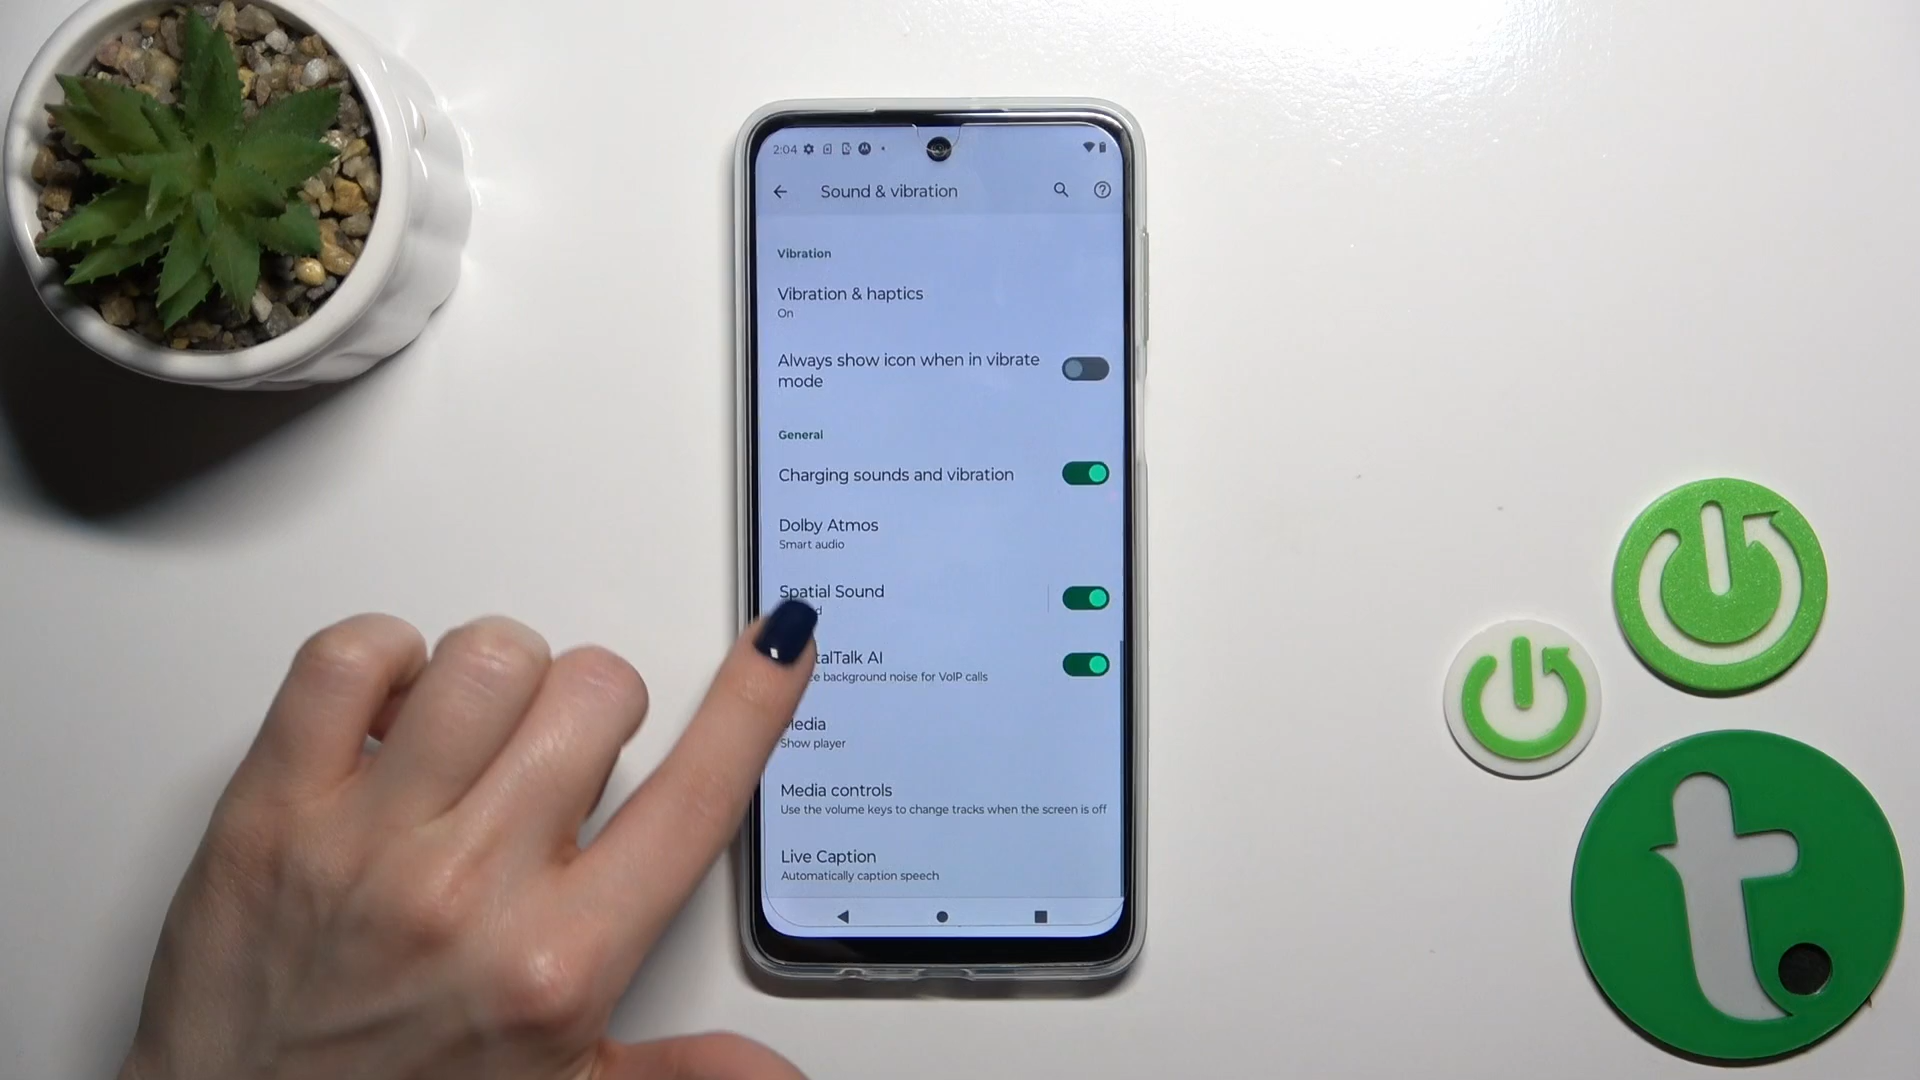 2:04
Sound & vibration
Vibration
Vibration & haptics
On
Always show icon when in vibrate
mode
General
Charging sounds and vibration
Dolby Atmos
Smart audio
Spatial Sound
talTalk AI
background noise for VoIP calls
Media
Show player
Media controls
Use the volume keys to change tracks when the screen is off
Live Caption
Automatically caption speech
t.